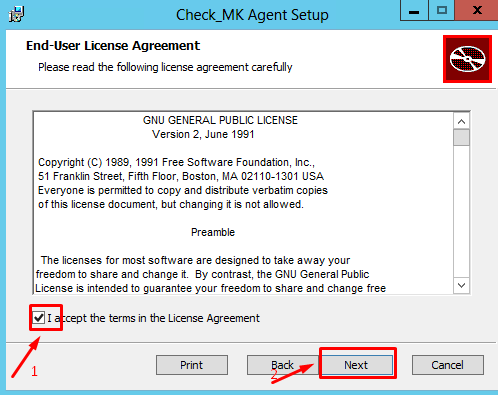 Check_MK Agent Setup
End-User License Agreement
Please read the following license agreement carefully
GNU GENERAL PUBLIC LICENSE
Version 2, June 1991
Copyright (C) 1989, 1991 Free Software Foundation, Inc.,
51 Franklin Street, Fifth Floor, Boston, MA 02110-1301 USA
Everyone is permitted to copy and distribute verbatim copies
of this license document, but changing it is not allowed.
Preamble
The licenses for most software are designed to take away your
freedom to share and change it. By contrast, the GNU General Public
License is intended to guarantee your freedom to share and change free
I accept the terms in the License Agreement
1
Print
Back
2
Next
Cancel